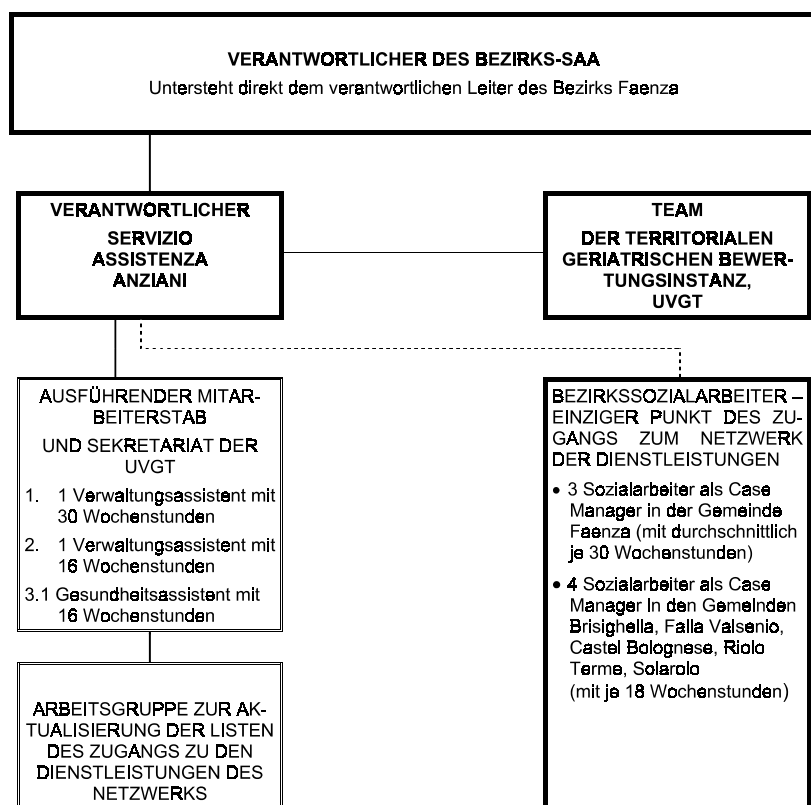 VERANTWORTLICHER DES BEZIRKS-SAA
Untersteht direkt dem verantwortlichen Leiter des Bezirks Faenza
VERANTWORTLICHER
SERVIZIO
ASSISTENZA
ANZIANI
TEAM
DER TERRITORIALEN
GERIATRISCHEN BEWER-
TUNGSINSTANZ,
UVGT
AUSFÜHRENDER MITAR-
BEITERSTAB
UND SEKRETARIAT DER
UVGT
1. 1 Verwaltungsassistent mit
30 Wochenstunden
2. 1 Verwaltungsassistent mit
16 Wochenstunden
3.1 Gesundheitsassistent mit
16 Wochenstunden
BEZIRKSSOZIALARBEITER –
EINZIGER PUNKT DES ZU-
GANGS ZUM NETZWERK
DER DIENSTLEISTUNGEN
• 3 Sozialarbeiter als Case
Manager in der Gemeinde
Faenza (mit durchschnittlich
je 30 Wochenstunden)
• 4 Sozialarbeiter als Case
Manager In den Gemeinden
Brisighella, Falla Valsenio,
Castel Bolognese, Riolo
Terme, Solarolo
(mit je 18 Wochenstunden)
ARBEITSGRUPPE ZUR AK-
TUALISIERUNG DER LISTEN
DES ZUGANGS ZU DEN
DIENSTLEISTUNGEN DES
NETZWERKS